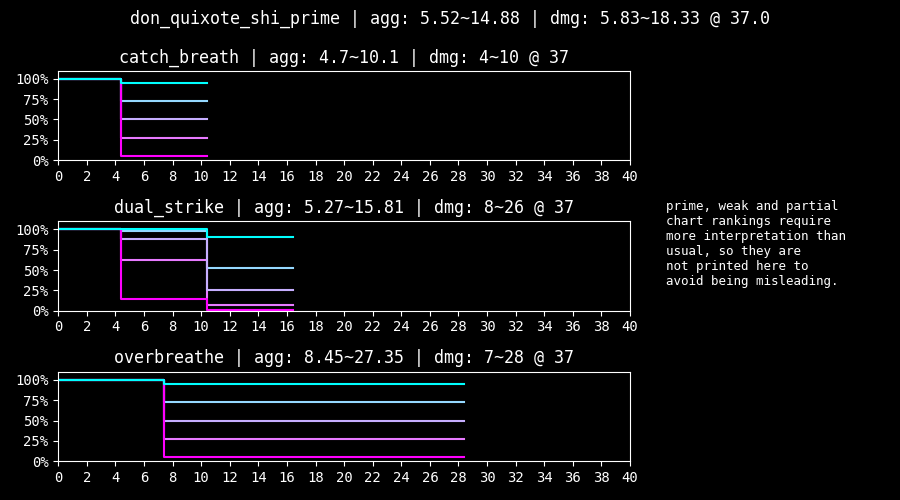 don_quixote_shi_prime | agg: 5.52~14.88 | dmg: 5.83~18.33 @ 37.0
catch_breath | agg: 4.7~10.1 | dmg: 4~10 @ 37
100%
75%
50%
25%
0%
0 2 4 6 8 10 12 14 16 18 20 22 24 26 28 30 32 34 36 38 40
dual_strike | agg: 5.27~15.81 | dmg: 8~26 @ 37
100%
75%
50%
25%
0%
0 2 4 6 8 10 12 14 16 18 20 22 24 26 28 30 32 34 36 38 40
prime, weak and partial
chart rankings require
more interpretation than
usual, so they are
not printed here to
avoid being misleading.
overbreathe | agg: 8.45~27.35 | dmg: 7~28 @ 37
100%
75%
50%
25%
0%
0 2 4 6 8 10 12 14 16 18 20 22 24 26 28 30 32 34 36 38 40